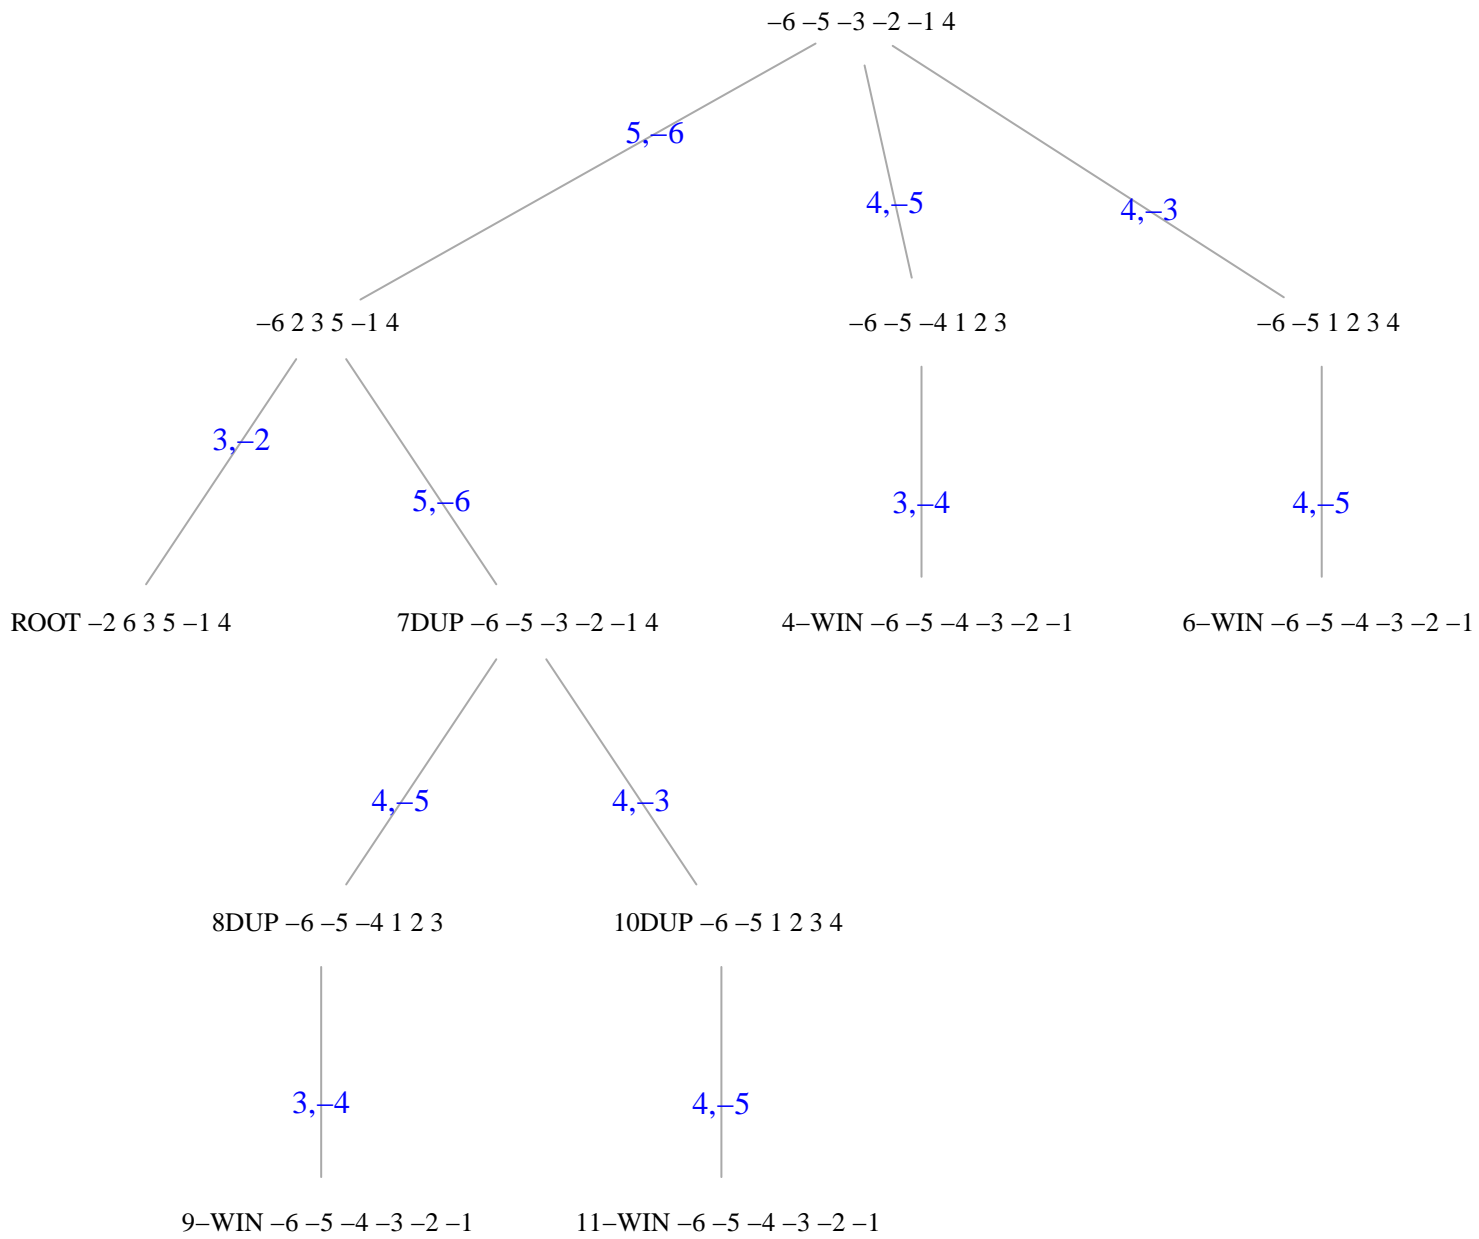 –6 –5 –3 –2 –1 4
5,–6
4,–5
4,–3
–6 2 3 5 –1 4
–6 –5 –4 1 2 3
–6 –5 1 2 3 4
3,–2
5,–6
3,–4
4,–5
ROOT –2 6 3 5 –1 4
7DUP –6 –5 –3 –2 –1 4
4–WIN –6 –5 –4 –3 –2 –1
6–WIN –6 –5 –4 –3 –2 –1
4,–5
4,–3
8DUP –6 –5 –4 1 2 3
10DUP –6 –5 1 2 3 4
3,–4
4,–5
9–WIN –6 –5 –4 –3 –2 –1
11–WIN –6 –5 –4 –3 –2 –1